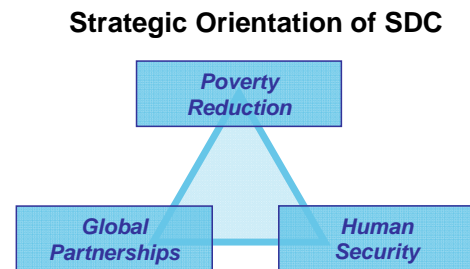 Strategic Orientation of SDC
Poverty
Reduction
Global
Partnerships
Human
Security